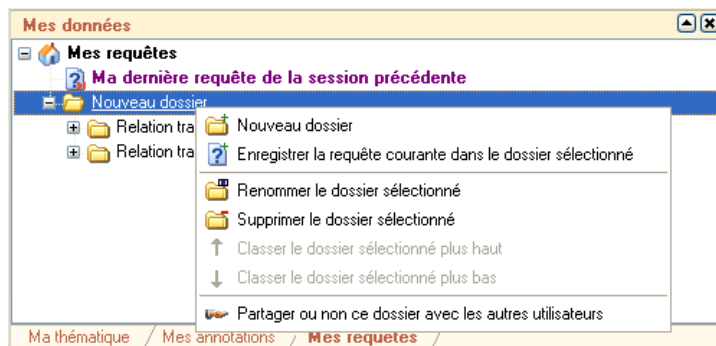 Mes données
Mes requêtes
Ma dernière requête de la session précédente
Nouveau dossier
Relation tra
Relation tra
Nouveau dossier
Enregistrer la requête courante dans le dossier sélectionné
Renommer le dossier sélectionné
Supprimer le dossier sélectionné
Classer le dossier sélectionné plus haut
Classer le dossier sélectionné plus bas
Partager ou non ce dossier avec les autres utilisateurs
Ma thématique / Mes annotations / Mes requêtes /